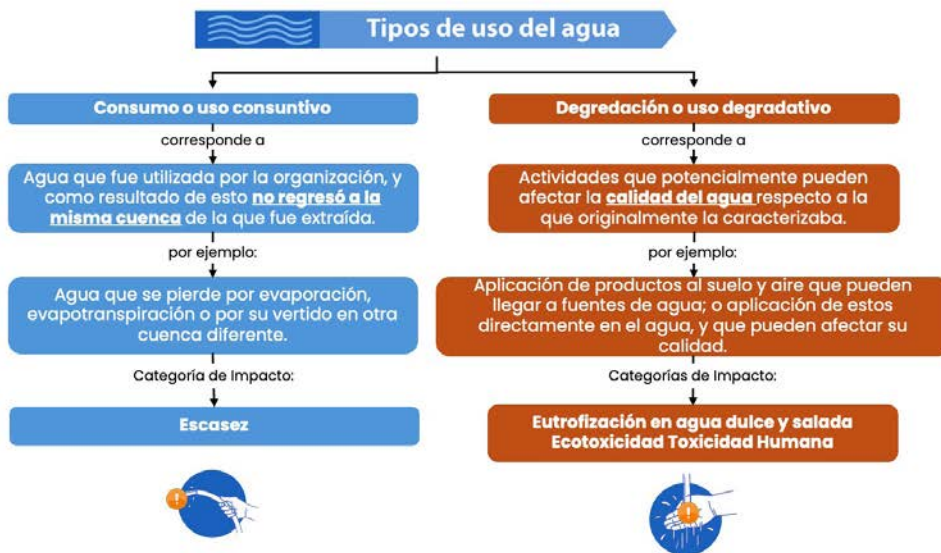 Tipos de uso del agua
Consumo o uso consuntivo
corresponde a
Agua que fue utilizada por la organización, y
como resultado de esto no regresó a la
misma cuenca de la que fue extraída.
por ejemplo:
Agua que se pierde por evaporación,
evapotranspiración o por su vertido en otra
cuenca diferente.
Categoría de Impacto:
Escasez
Degredación o uso degradativo
corresponde a
Actividades que potencialmente pueden
afectar la calidad del agua respecto a la
que originalmente la caracterizaba.
por ejemplo:
Aplicación de productos al suelo y aire que pueden
llegar a fuentes de agua; o aplicación de estos
directamente en el agua, y que pueden afectar su
calidad.
Categorías de Impacto:
Eutrofización en agua dulce y salada
Ecotoxicidad Toxicidad Humana
!
!